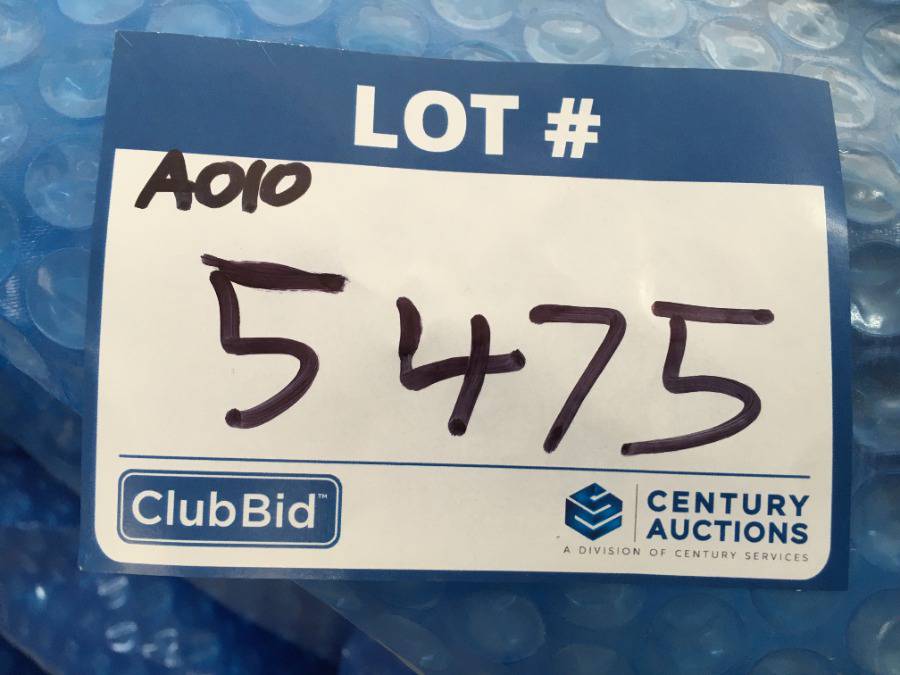 LOT #
A010
5475
ClubBid™
CENTURY
AUCTIONS
A DIVISION OF CENTURY SERVICES